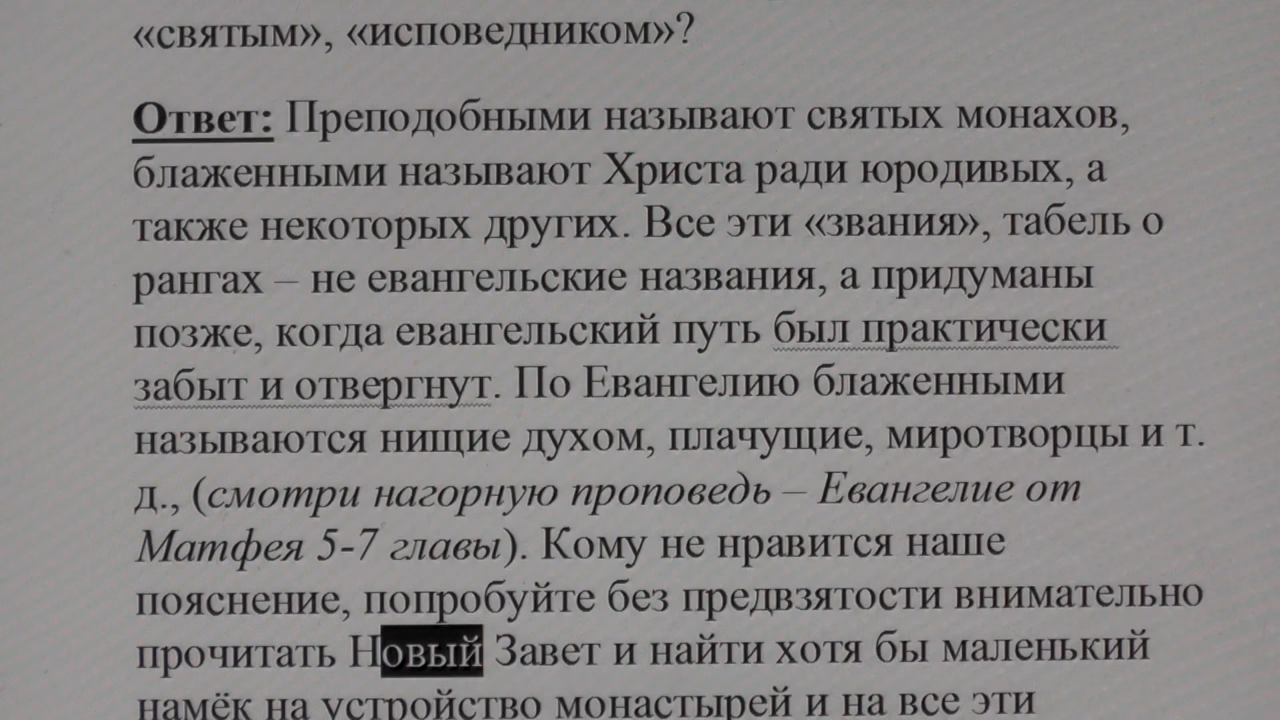 «святым», «исповедником»?
Ответ: Преподобными называют святых монахов,
блаженными называют Христа ради юродивых, а
также некоторых других. Все эти «звания», табель о
рангах – не евангельские названия, а придуманы
позже, когда евангельский путь был практически
забыт и отвергнут. По Евангелию блаженными
называются нищие духом, плачущие, миротворцы и т.
д., (смотри нагорную проповедь – Евангелие от
Матфея 5-7 главы). Кому не нравится наше
пояснение, попробуйте без предвзятости внимательно
прочитать Новый Завет и найти хотя бы маленький
намёк на устройство монастырей и на все эти